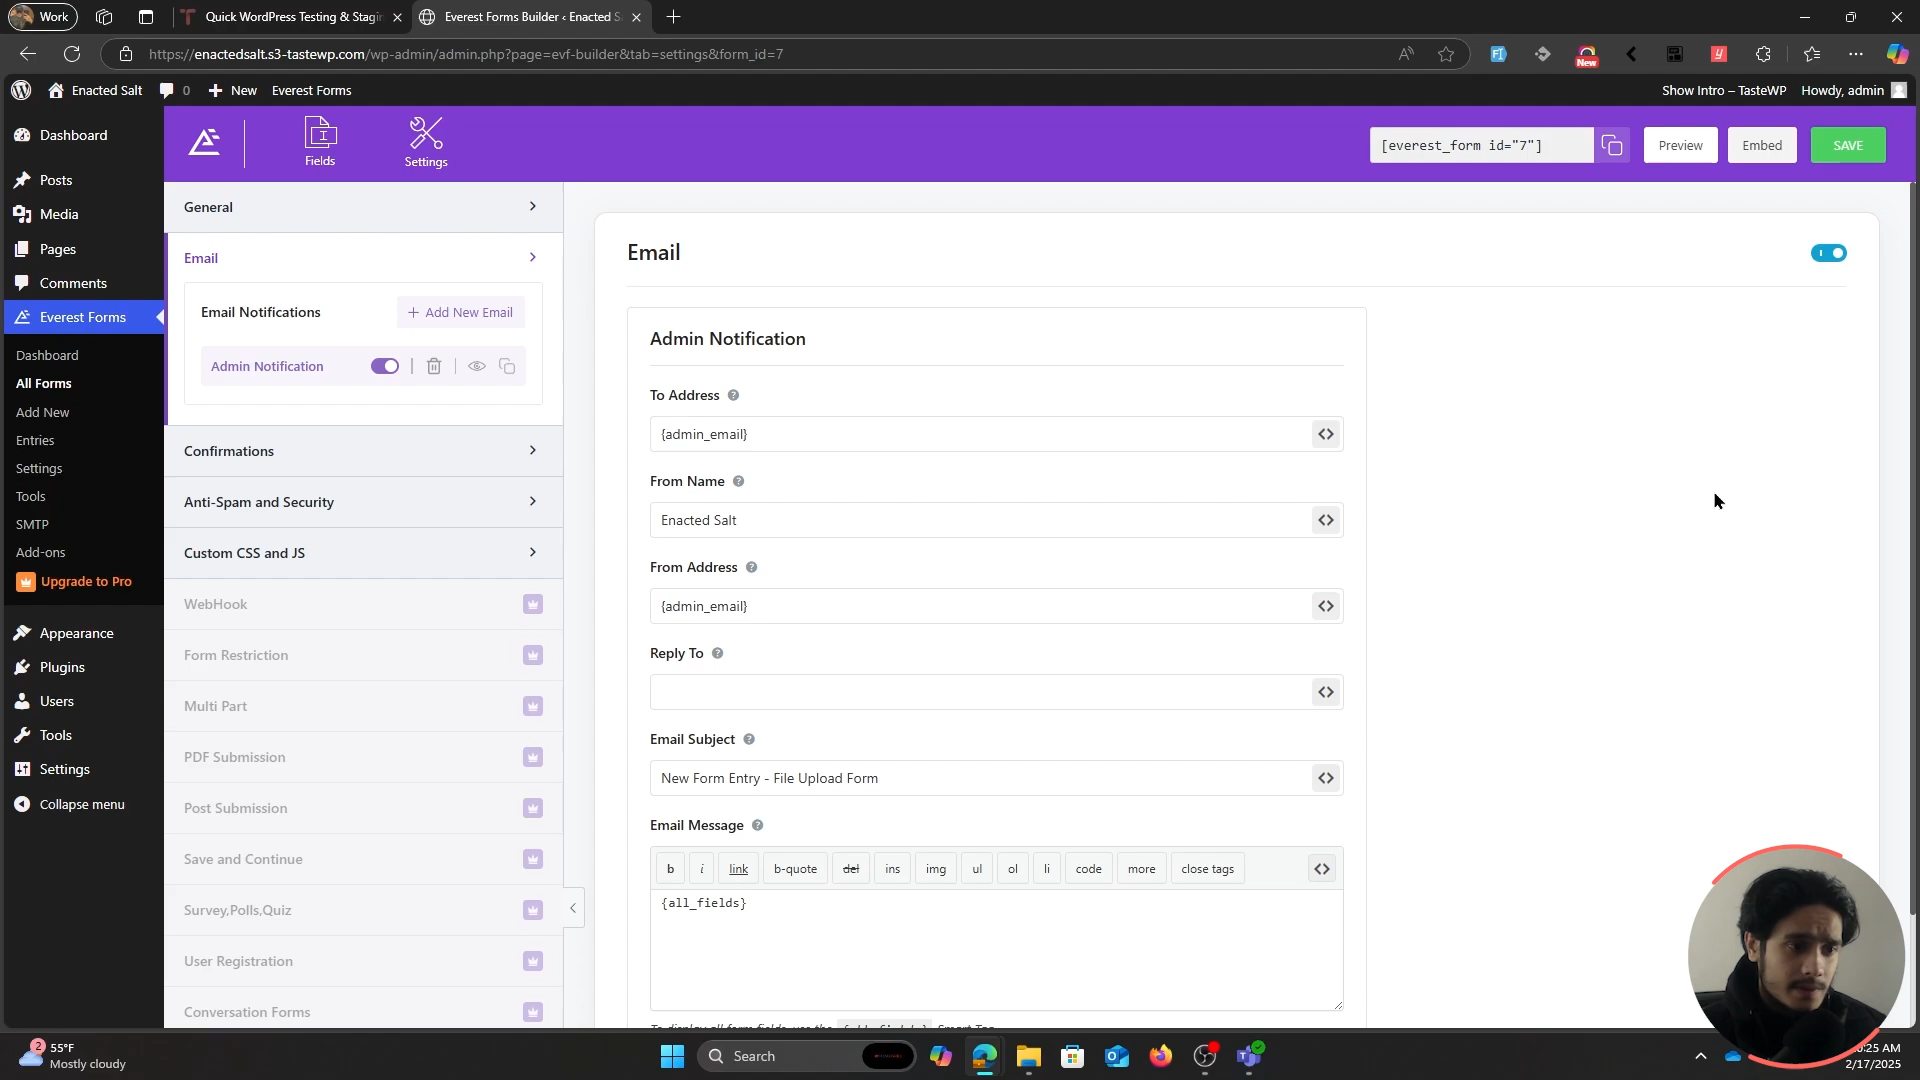 Work
Quick WordPress Testing & Stagin
Everest Forms Builder ‹ Enacted S
https://enactedsalt.s3-tastewp.com/wp-admin/admin.php?page=evf-builder&tab=settings&form_id=7
New
Enacted Salt
0
New
Everest Forms
Show Intro – TasteWP
Howdy, admin
Dashboard
Posts
Media
Pages
Comments
Everest Forms
Dashboard
All Forms
Add New
Entries
Settings
Tools
SMTP
Add-ons
Upgrade to Pro
Appearance
Plugins
Users
Tools
Settings
Collapse menu
Fields
Settings
[everest_form id="7"]
Preview
Embed
SAVE
General
Email
Email Notifications
Add New Email
Admin Notification
Confirmations
Anti-Spam and Security
Custom CSS and JS
WebHook
Form Restriction
Multi Part
PDF Submission
Post Submission
Save and Continue
Survey,Polls,Quiz
User Registration
Conversation Forms
Email
Admin Notification
To Address
{admin_email}
From Name
Enacted Salt
From Address
{admin_email}
Reply To
Email Subject
New Form Entry - File Upload Form
Email Message
b
i
link
b-quote
del
ins
img
ul
ol
li
code
more
close tags
{all_fields}
2
55°F
Mostly cloudy
Search
:25 AM
2/17/2025